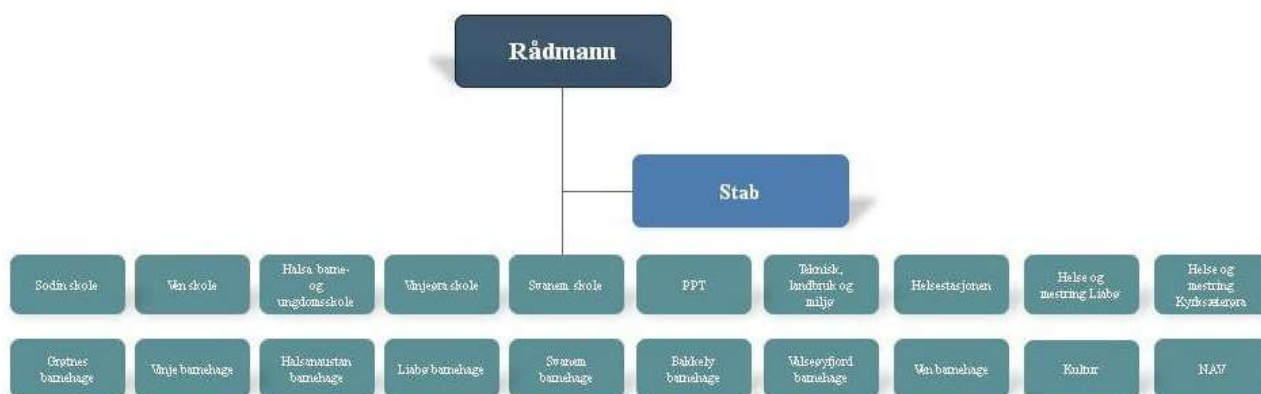 Rådmann
Stab
Sodin skole
Ven skole
Halsa barne-
og
ungdomsskole
Vinjeøra skole
Svanem skole
PPT
Teknisk,
landbruk og
miljø
Helsestasjonen
Helse og
mestring Liabø
Helse og
mestring
Kyrksæterøra
Grøtnes
barnehage
Vinje barnehage
Halsanaustan
barnehage
Liabø barnehage
Svanem
barnehage
Bakkely
barnehage
Valsøyfjord
barnehage
Ven barnehage
Kultur
NAV